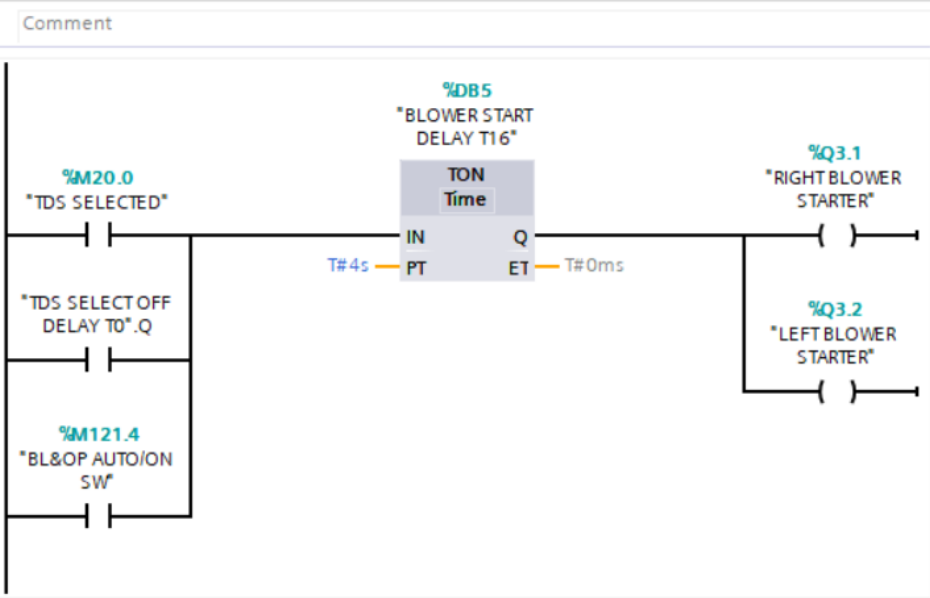 Comment
%DB5
"BLOWER START
DELAY T16"
TON
Time
IN
Q
T#4s
PT
ET
T#0ms
%M20.0
"TDS SELECTED"
"TDS SELECT OFF
DELAY T0".Q
%M121.4
"BL&OP AUTO/ON
SW"
%Q3.1
"RIGHT BLOWER
STARTER"
%Q3.2
"LEFT BLOWER
STARTER"